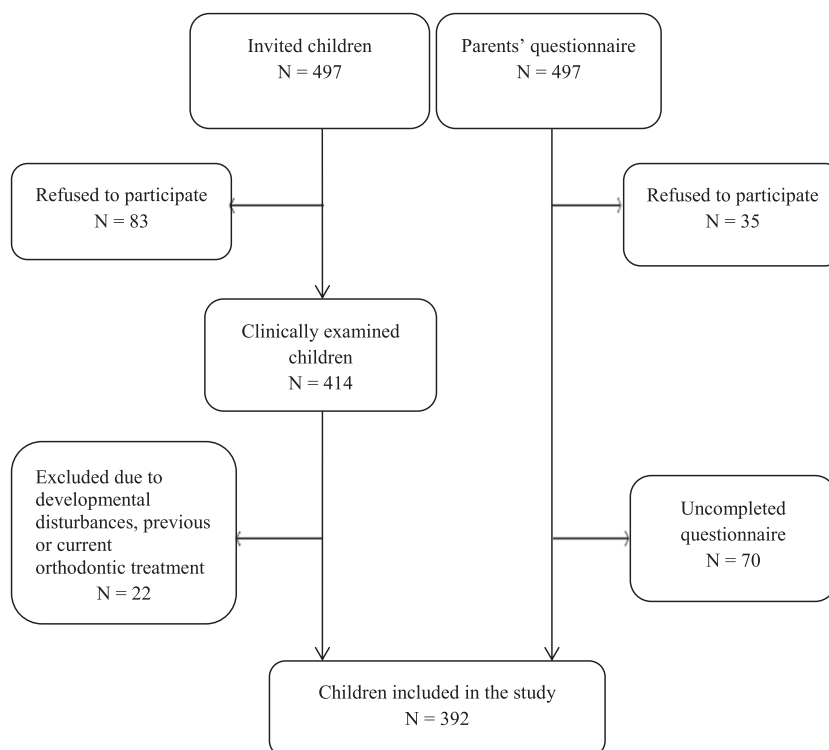 Invited children
N = 497
Parents’ questionnaire
N = 497
Refused to participate
N = 83
Refused to participate
N = 35
Clinically examined
children
N = 414
Excluded due to
developmental
disturbances, previous
or current
orthodontic treatment
N = 22
Uncompleted
questionnaire
N = 70
Children included in the study
N = 392